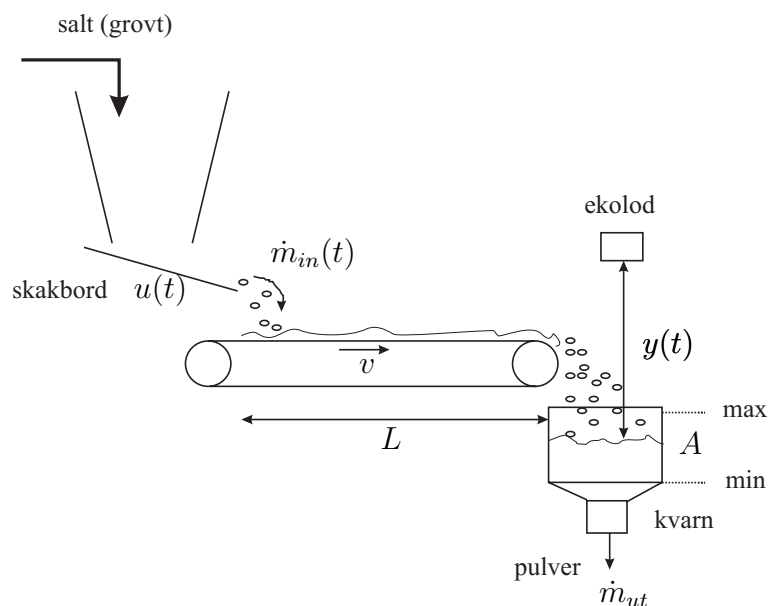 salt (grovt)
ekolod
ṁ_in(t)
skakbord
u(t)
y(t)
v
max
L
A
min
kvarn
pulver
ṁ_ut